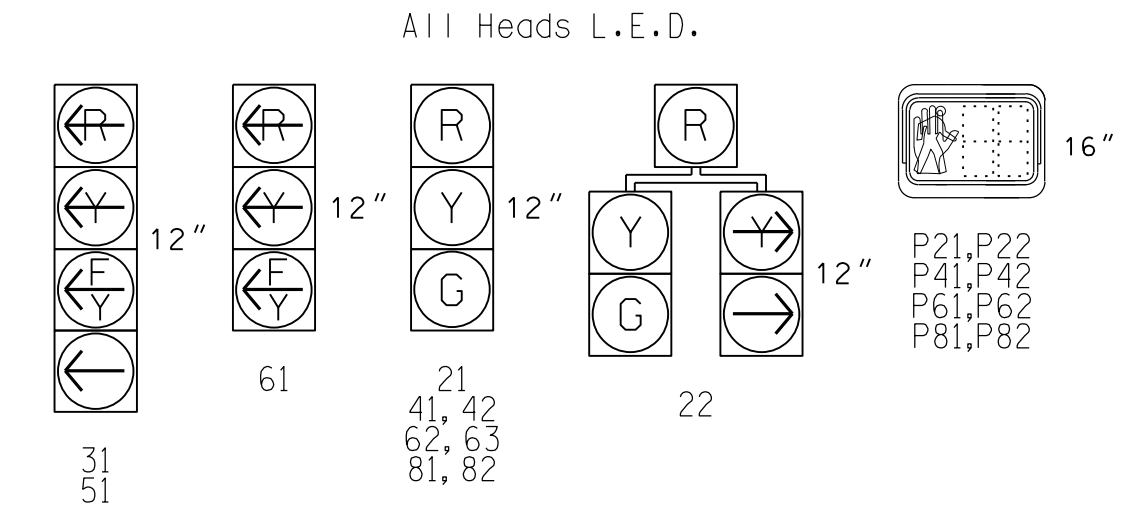 All Heads L.E.D.
R
Y
F
Y
12"
31
51
R
Y
F
Y
12"
61
R
Y
G
12"
21
41, 42
62, 63
81, 82
R
Y
G
Y
12"
22
16"
P21,P22
P41,P42
P61,P62
P81,P82